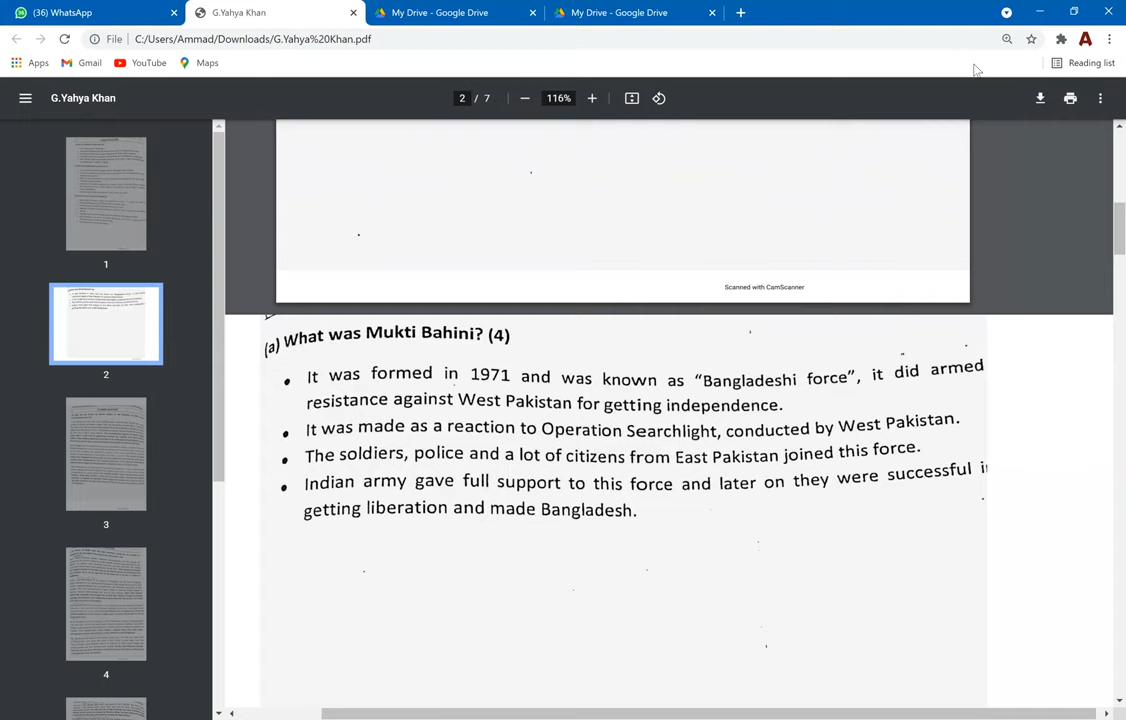 (36) WhatsApp
G.Yahya Khan
My Drive - Google Drive
My Drive - Google Drive
File C:/Users/Ammad/Downloads/G.Yahya%20Khan.pdf
Apps Gmail YouTube Maps
Reading list
G.Yahya Khan
2 / 7
116%
1
2
3
4
Scanned with CamScanner
(a) What was Mukti Bahini? (4)
• It was formed in 1971 and was known as “Bangladeshi force”, it did armed
resistance against West Pakistan for getting independence.
• It was made as a reaction to Operation Searchlight, conducted by West Pakistan.
• The soldiers, police and a lot of citizens from East Pakistan joined this force.
• Indian army gave full support to this force and later on they were successful
getting liberation and made Bangladesh.